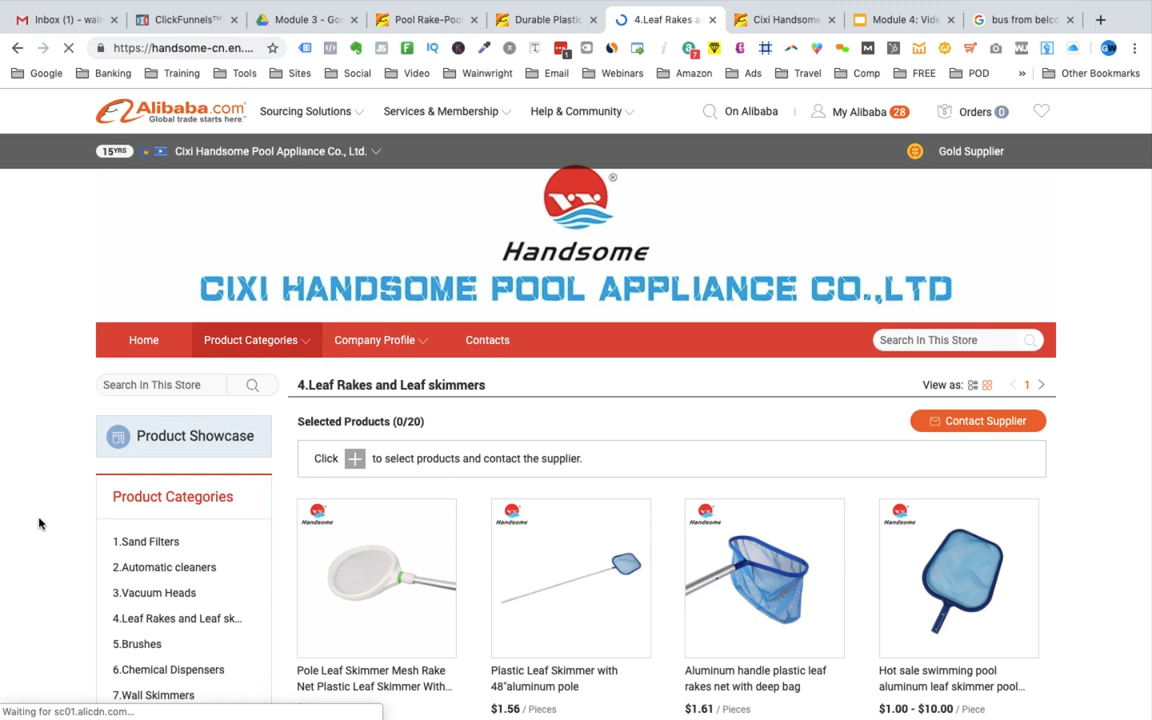 Inbox (1) - wain
ClickFunnels™
Module 3 - Goo
Pool Rake-Pool
Durable Plastic
4.Leaf Rakes a
Cixi Handsome
Module 4: Vide
bus from belco
https://handsome-cn.en....
Google
Banking
Training
Tools
Sites
Social
Video
Wainwright
Email
Webinars
Amazon
Ads
Travel
Comp
FREE
POD
»
Other Bookmarks
Alibaba.com
Global trade starts here.™
Sourcing Solutions
Services & Membership
Help & Community
On Alibaba
My Alibaba 28
Orders 0
15YRS
Cixi Handsome Pool Appliance Co., Ltd.
Gold Supplier
®
Handsome
CIXI HANDSOME POOL APPLIANCE CO.,LTD
Home
Product Categories
Company Profile
Contacts
Search In This Store
Search In This Store
4.Leaf Rakes and Leaf skimmers
View as:
1
Product Showcase
Selected Products (0/20)
Contact Supplier
Click + to select products and contact the supplier.
Product Categories
1.Sand Filters
2.Automatic cleaners
3.Vacuum Heads
4.Leaf Rakes and Leaf sk...
5.Brushes
6.Chemical Dispensers
7.Wall Skimmers
Handsome
Handsome
Handsome
Handsome
Pole Leaf Skimmer Mesh Rake
Net Plastic Leaf Skimmer With...
Plastic Leaf Skimmer with
48"aluminum pole
$1.56 / Pieces
Aluminum handle plastic leaf
rakes net with deep bag
$1.61 / Pieces
Hot sale swimming pool
aluminum leaf skimmer pool...
$1.00 - $10.00 / Piece
Waiting for sc01.alicdn.com...